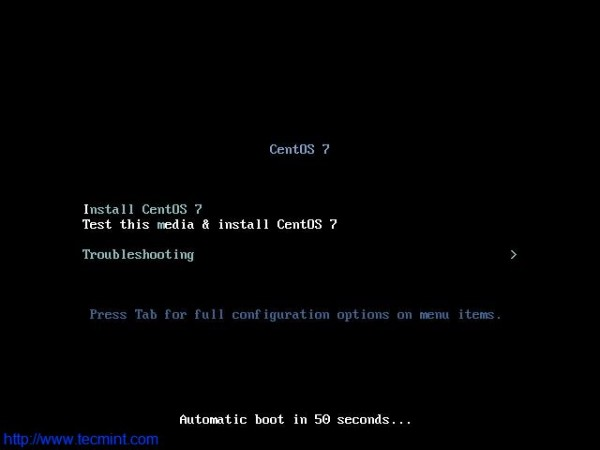 CentOS 7
Install CentOS 7
Test this media & install CentOS 7
Troubleshooting >
Press Tab for full configuration options on menu items.
Automatic boot in 50 seconds...
http://www.tecmint.com